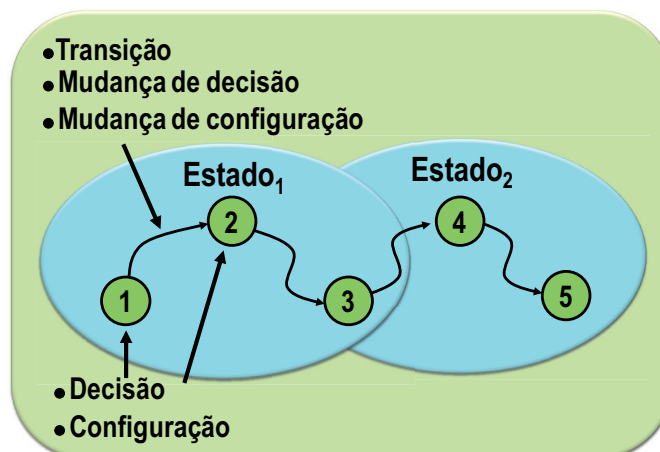 •Transição
•Mudança de decisão
•Mudança de configuração
Estado₁
Estado₂
2
4
1
3
5
•Decisão
•Configuração